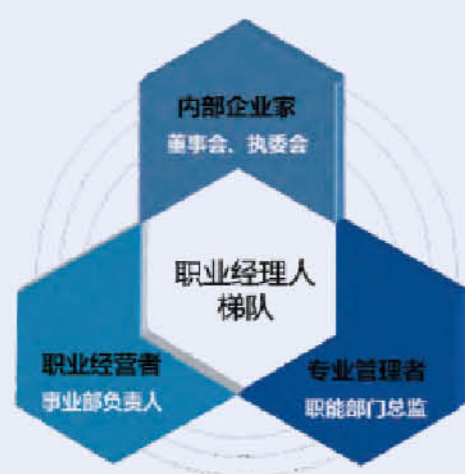 内部企业家
董事会、执委会
职业经理人
梯队
职业经营者
事业部负责人
专业管理者
职能部门总监